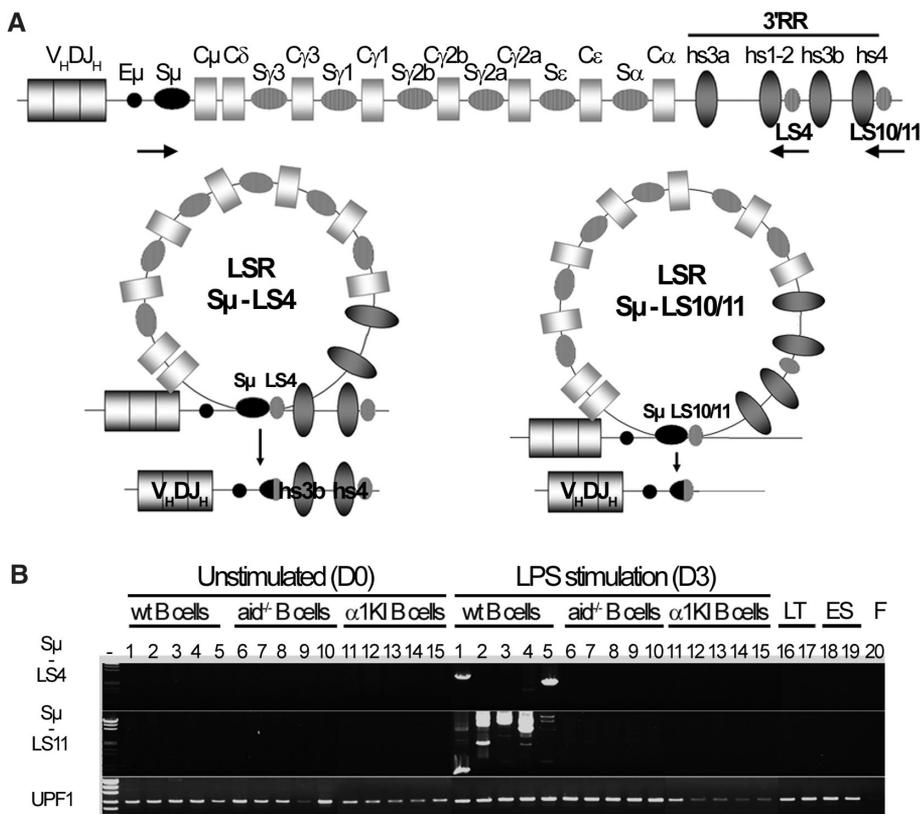 A
3'RR
VHDJH Eμ Sμ Cμ Cδ Sγ3 Cγ3 Sγ1 Cγ1 Sγ2b Cγ2b Sγ2a Cγ2a Sε Cε Sα Cα hs3a hs1-2 hs3b hs4
LS4 LS10/11
LSR
Sμ - LS4
LSR
Sμ - LS10/11
Sμ LS4
Sμ LS10/11
VHDJH hs3b hs4
VHDJH
B
Unstimulated (D0) LPS stimulation (D3)
wt B cells aid-/- B cells α1KI B cells wt B cells aid-/- B cells α1KI B cells LT ES F
- 1 2 3 4 5 6 7 8 9 10 11 12 13 14 15 1 2 3 4 5 6 7 8 9 10 11 12 13 14 15 16 17 18 19 20
Sμ
-
LS4
Sμ
-
LS11
UPF1